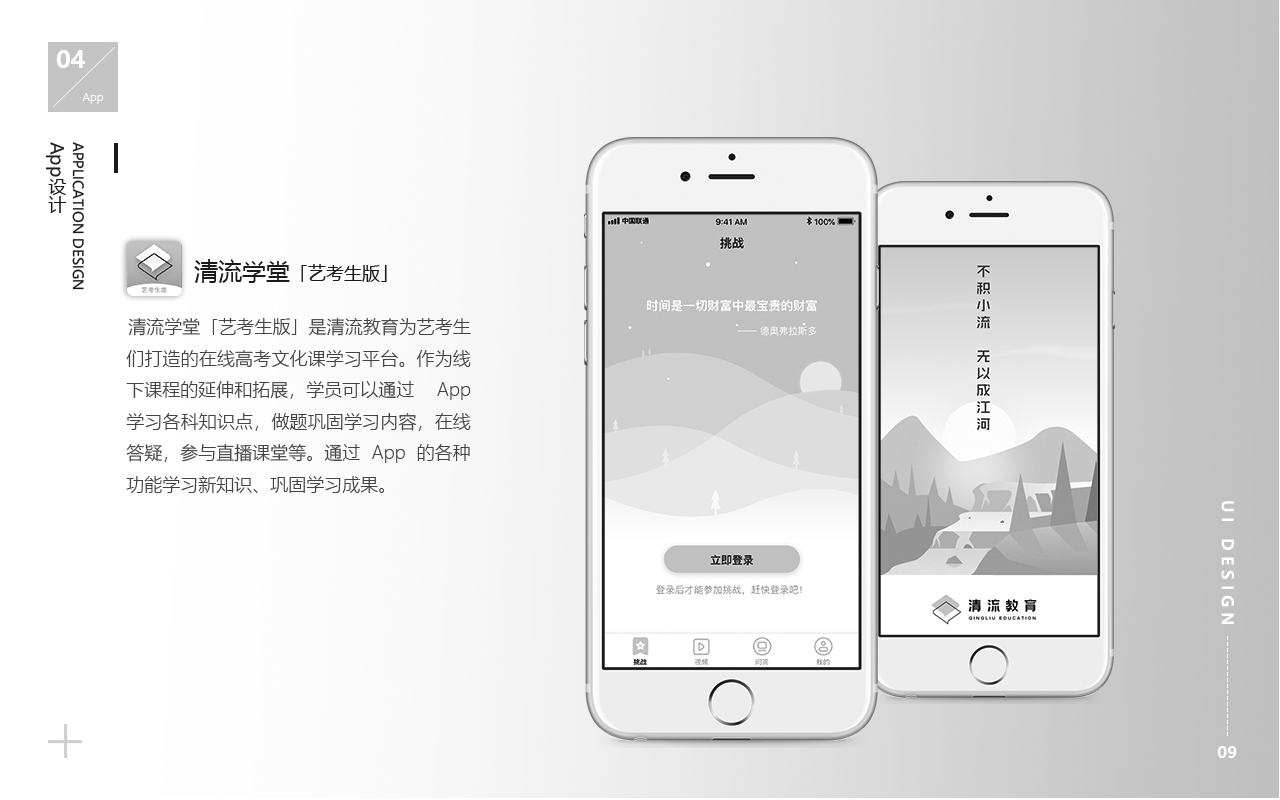 04
App
APPLICATION DESIGN
App设计
艺考生版
清流学堂「艺考生版」
清流学堂「艺考生版」是清流教育为艺考生
们打造的在线高考文化课学习平台。作为线
下课程的延伸和拓展，学员可以通过 App
学习各科知识点，做题巩固学习内容，在线
答疑，参与直播课堂等。通过 App 的各种
功能学习新知识、巩固学习成果。
中国联通 9:41 AM 100%
挑战
时间是一切财富中最宝贵的财富
—— 德奥弗拉斯多
立即登录
登录后才能参加挑战，赶快登录吧！
挑战 视频 问答 我的
不积小流 无以成江河
清流教育
QINGLIU EDUCATION
UI DESIGN
09